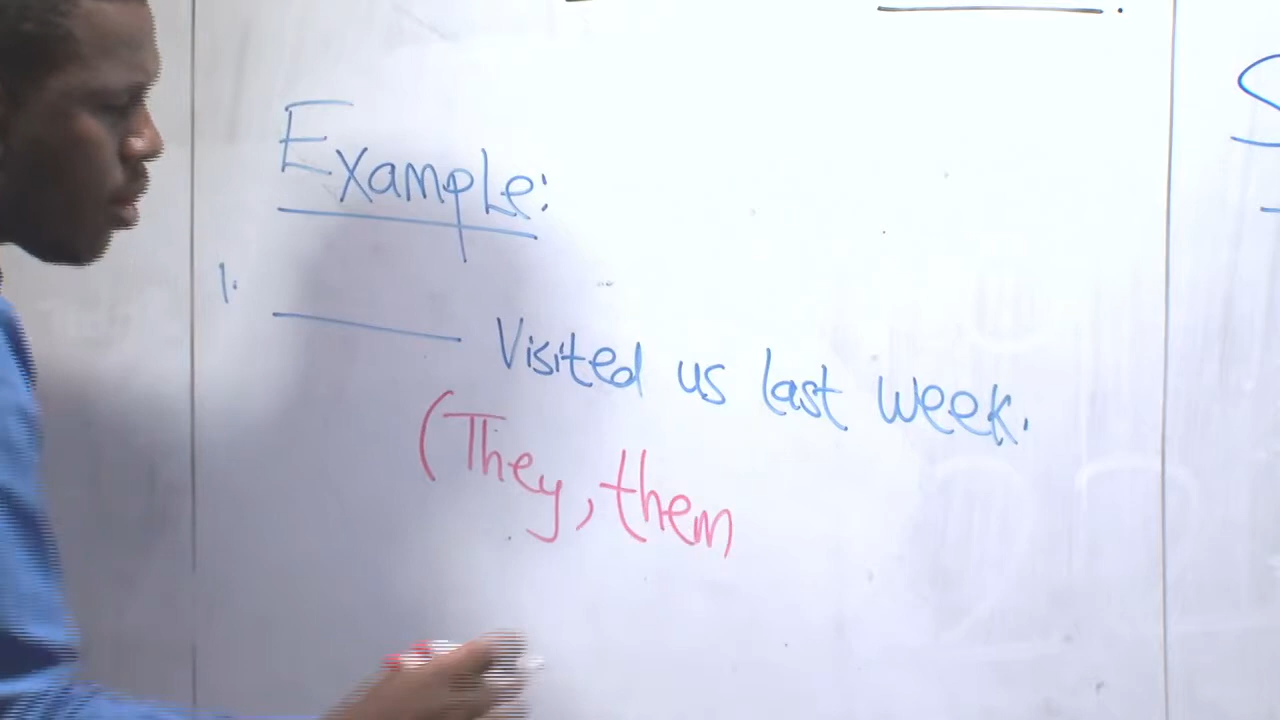 Example:
1. ________ Visited us last week.
(They, them